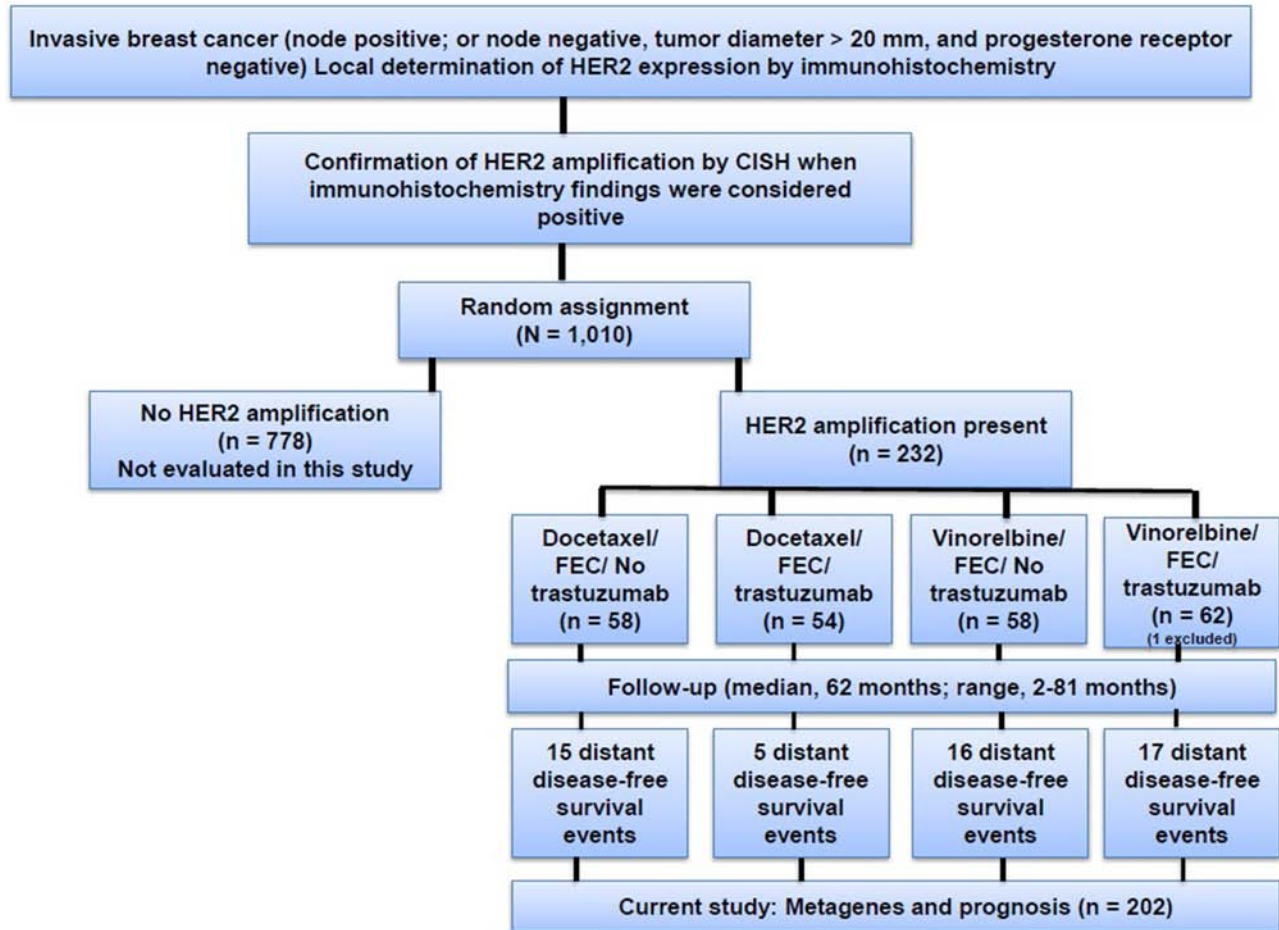 Invasive breast cancer (node positive; or node negative, tumor diameter > 20 mm, and progesterone receptor
negative) Local determination of HER2 expression by immunohistochemistry
Confirmation of HER2 amplification by CISH when
immunohistochemistry findings were considered
positive
Random assignment
(N = 1,010)
No HER2 amplification
(n = 778)
Not evaluated in this study
HER2 amplification present
(n = 232)
Docetaxel/
FEC/ No
trastuzumab
(n = 58)
Docetaxel/
FEC/
trastuzumab
(n = 54)
Vinorelbine/
FEC/ No
trastuzumab
(n = 58)
Vinorelbine/
FEC/
trastuzumab
(n = 62)
(1 excluded)
Follow-up (median, 62 months; range, 2-81 months)
15 distant
disease-free
survival
events
5 distant
disease-free
survival
events
16 distant
disease-free
survival
events
17 distant
disease-free
survival
events
Current study: Metagenes and prognosis (n = 202)